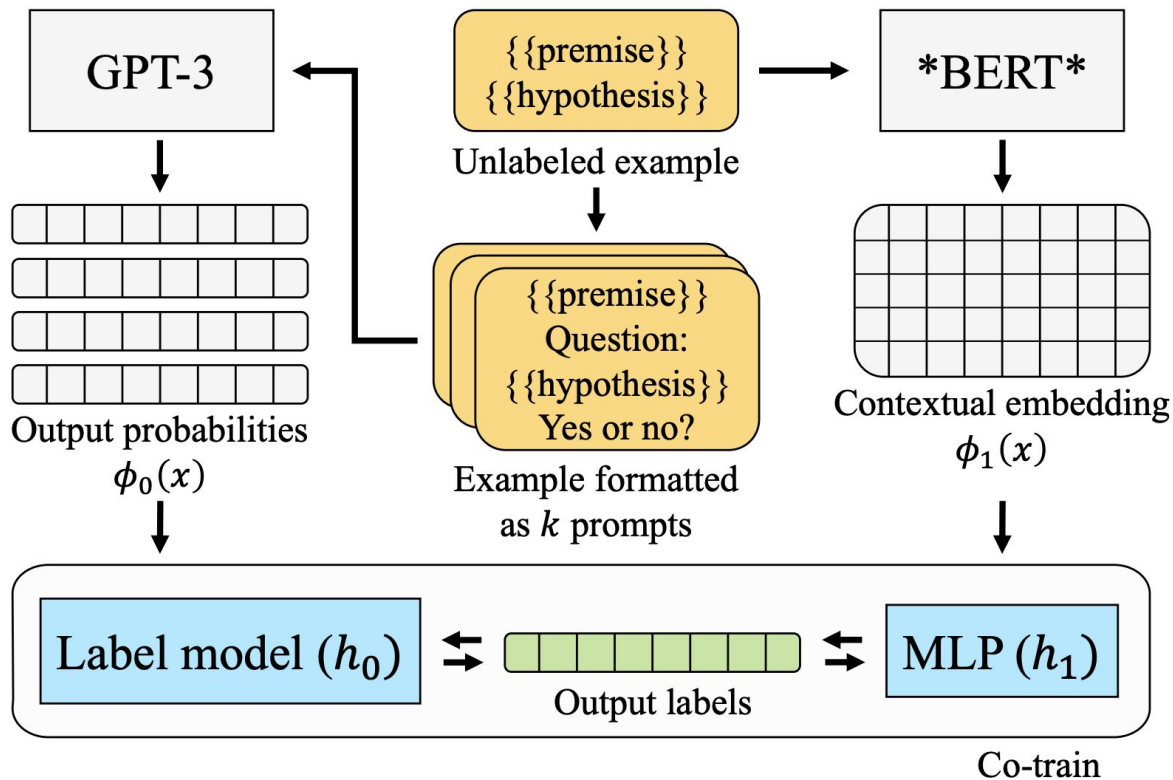 GPT-3
{{premise}}
{{hypothesis}}
*BERT*
Unlabeled example
{{premise}}
Question:
{{hypothesis}}
Yes or no?
Output probabilities
ϕ₀(x)
Contextual embedding
ϕ₁(x)
Example formatted
as k prompts
Label model (h₀)
MLP (h₁)
Output labels
Co-train